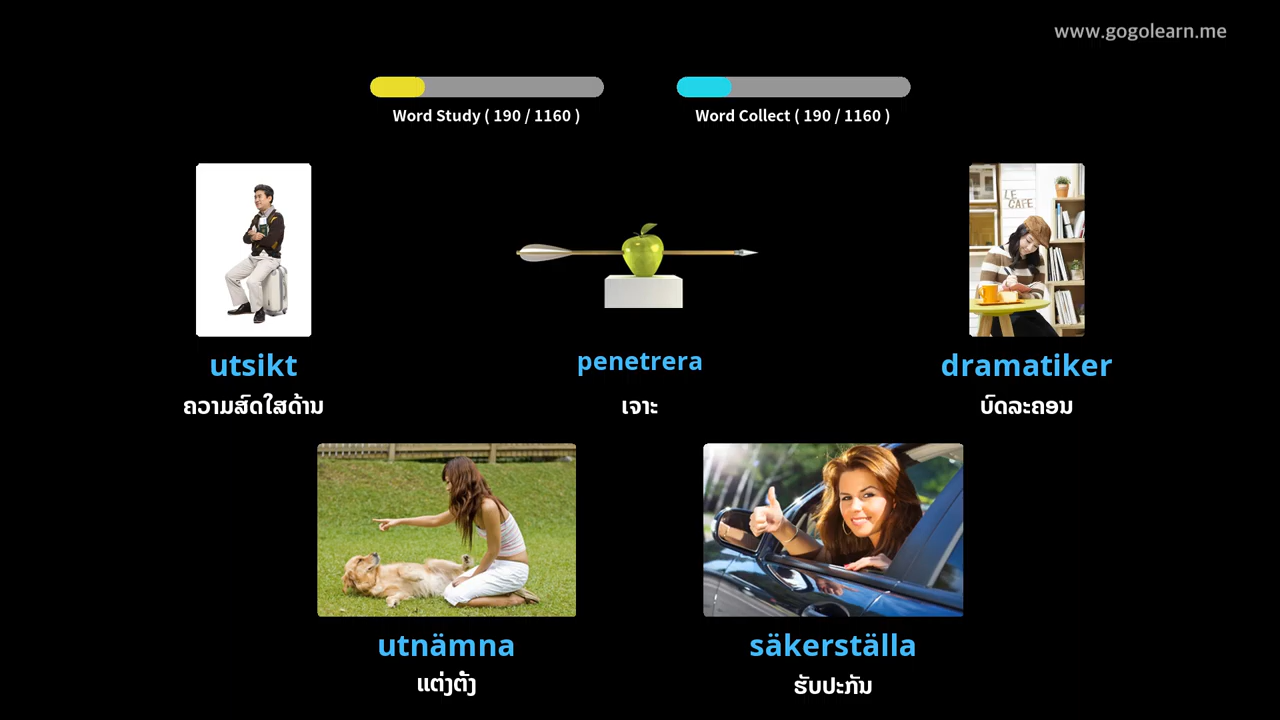 www.gogolearn.me
Word Study ( 190 / 1160 )
Word Collect ( 190 / 1160 )
LE
CAFE
utsikt
ຄວາມສົດໃສດ້ານ
penetrera
ເຈາະ
dramatiker
ບົດລະຄອນ
utnämna
ແຕ່ງຕັ້ງ
säkerställa
ຮັບປະກັນ